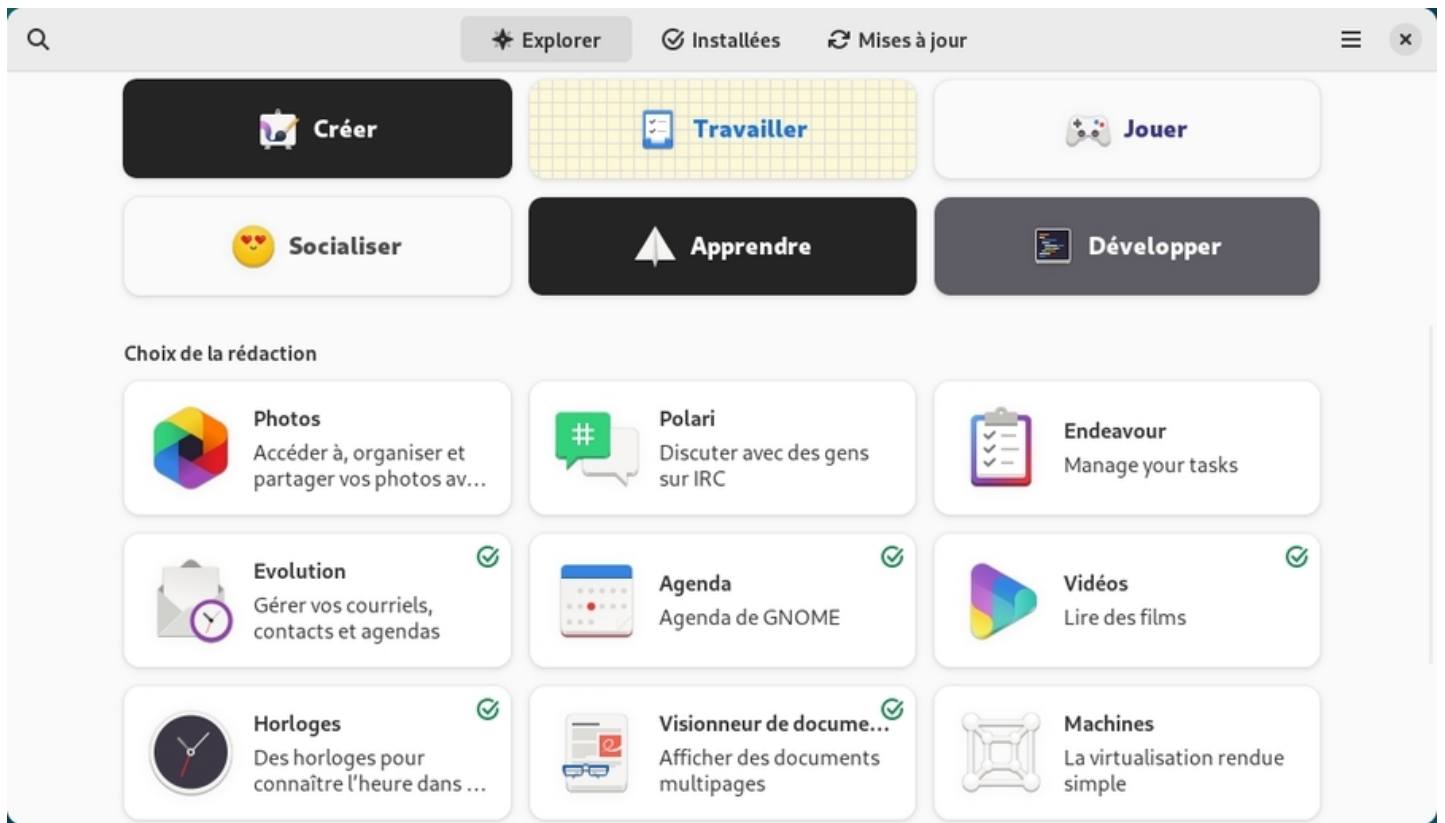 Explorer
Installées
Mises à jour
Créer
Travailler
Jouer
Socialiser
Apprendre
Développer
Choix de la rédaction
Photos
Accéder à, organiser et
partager vos photos av...
Polari
Discuter avec des gens
sur IRC
Endeavour
Manage your tasks
Evolution
Gérer vos courriels,
contacts et agendas
Agenda
Agenda de GNOME
Vidéos
Lire des films
Horloges
Des horloges pour
connaître l'heure dans ...
Visionneur de docume...
Afficher des documents
multipages
Machines
La virtualisation rendue
simple